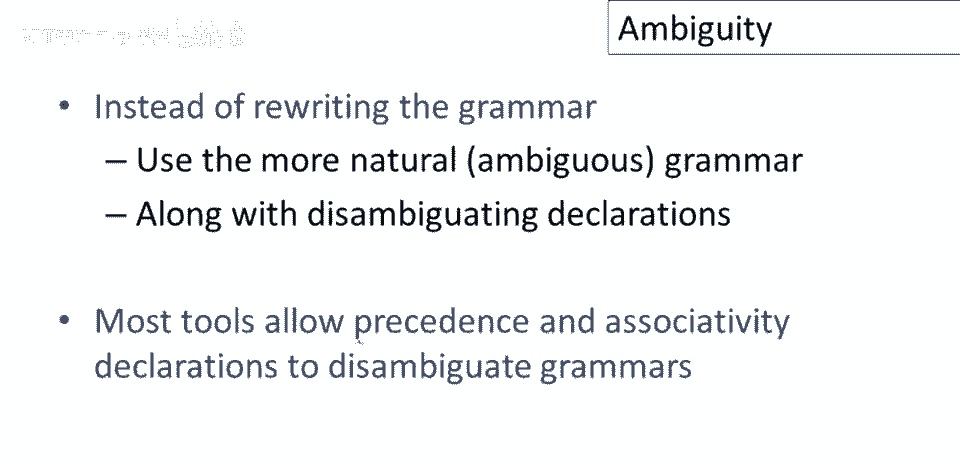 Ambiguity
• Instead of rewriting the grammar
– Use the more natural (ambiguous) grammar
– Along with disambiguating declarations
• Most tools allow precedence and associativity
declarations to disambiguate grammars